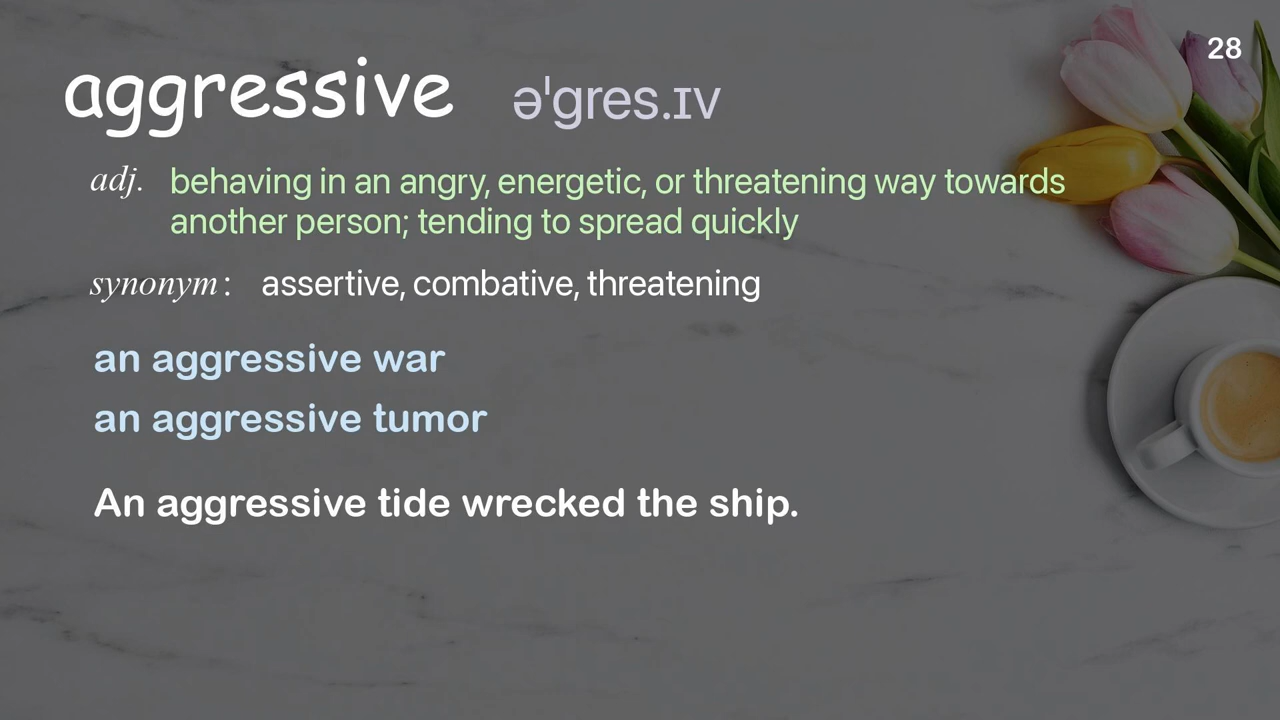 28
aggressive əˈgres.ɪv
adj. behaving in an angry, energetic, or threatening way towards
another person; tending to spread quickly
synonym: assertive, combative, threatening
an aggressive war
an aggressive tumor
An aggressive tide wrecked the ship.